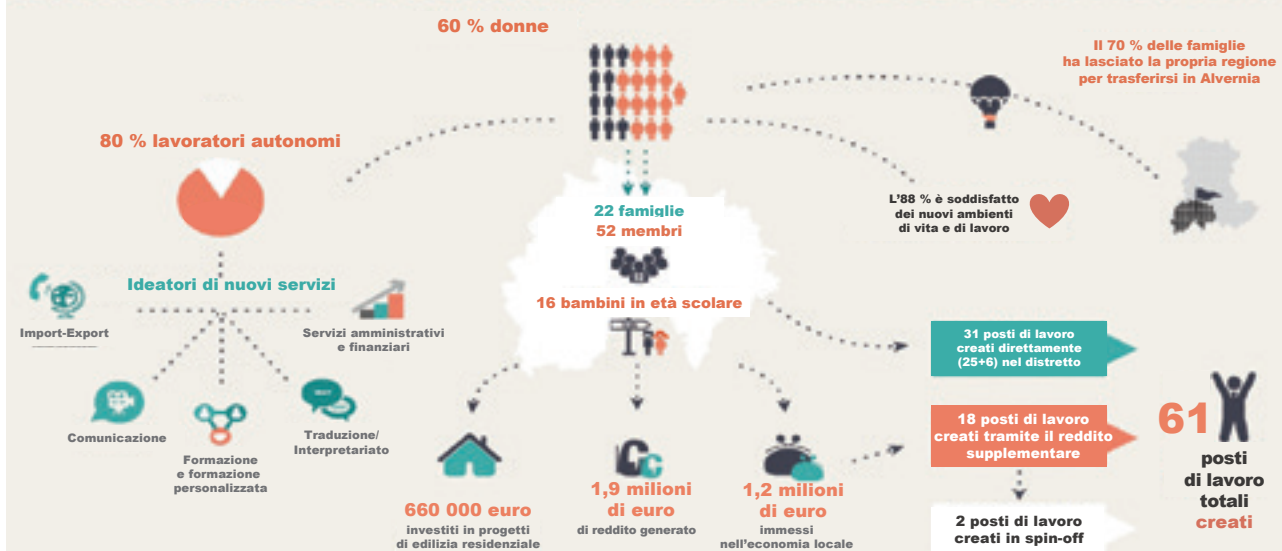 60 % donne
Il 70 % delle famiglie
ha lasciato la propria regione
per trasferirsi in Alvernia
80 % lavoratori autonomi
22 famiglie
52 membri
L'88 % è soddisfatto
dei nuovi ambienti
di vita e di lavoro
Ideatori di nuovi servizi
16 bambini in età scolare
Import-Export
Servizi amministrativi
e finanziari
31 posti di lavoro
creati direttamente
(25+6) nel distretto
Comunicazione
Formazione
e formazione
personalizzata
Traduzione/
Interpretariato
18 posti di lavoro
creati tramite il reddito
supplementare
61
posti
di lavoro
totali
creati
660 000 euro
investiti in progetti
di edilizia residenziale
1,9 milioni
di euro
di reddito generato
1,2 milioni
di euro
immessi
nell'economia locale
2 posti di lavoro
creati in spin-off